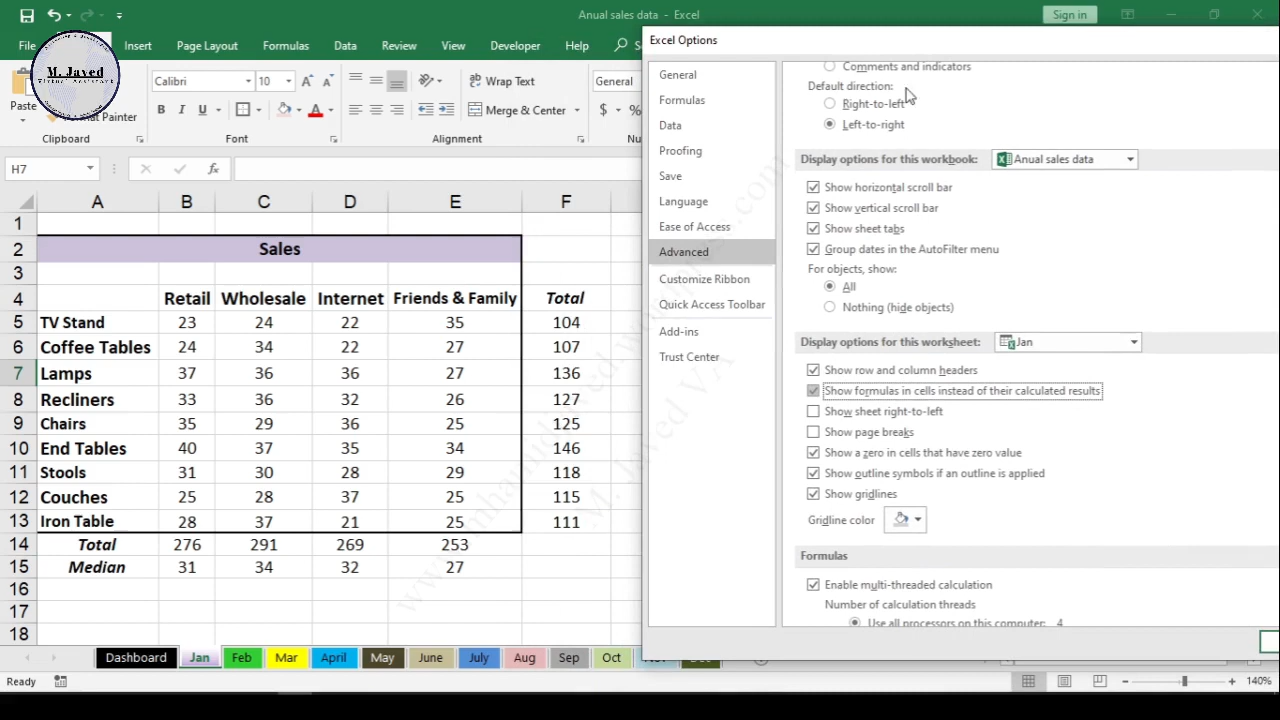 Anual sales data - Excel
Sign in
File
Insert
Page Layout
Formulas
Data
Review
View
Developer
Help
M. Javed
Paste
Clipboard
Calibri
10
B I U
A
Font
Wrap Text
Merge & Center
Alignment
General
$ %
H7
fx
A B C D E F
1
2 Sales
3
4 Retail Wholesale Internet Friends & Family Total
5 TV Stand 23 24 22 35 104
6 Coffee Tables 24 34 22 27 107
7 Lamps 37 36 36 27 136
8 Recliners 33 36 32 26 127
9 Chairs 35 29 36 25 125
10 End Tables 40 37 35 34 146
11 Stools 31 30 28 29 118
12 Couches 25 28 37 25 115
13 Iron Table 28 37 21 25 111
14 Total 276 291 269 253
15 Median 31 34 32 27
16
17
18
Dashboard Jan Feb Mar April May June July Aug Sep Oct
Ready
140%
Excel Options
General
Formulas
Data
Proofing
Save
Language
Ease of Access
Advanced
Customize Ribbon
Quick Access Toolbar
Add-ins
Trust Center
Comments and indicators
Default direction:
Right-to-left
Left-to-right
Display options for this workbook: Anual sales data
Show horizontal scroll bar
Show vertical scroll bar
Show sheet tabs
Group dates in the AutoFilter menu
For objects, show:
All
Nothing (hide objects)
Display options for this worksheet: Jan
Show row and column headers
Show formulas in cells instead of their calculated results
Show sheet right-to-left
Show page breaks
Show a zero in cells that have zero value
Show outline symbols if an outline is applied
Show gridlines
Gridline color
Formulas
Enable multi-threaded calculation
Number of calculation threads
Use all processors on this computer: 4
M. Javed VA